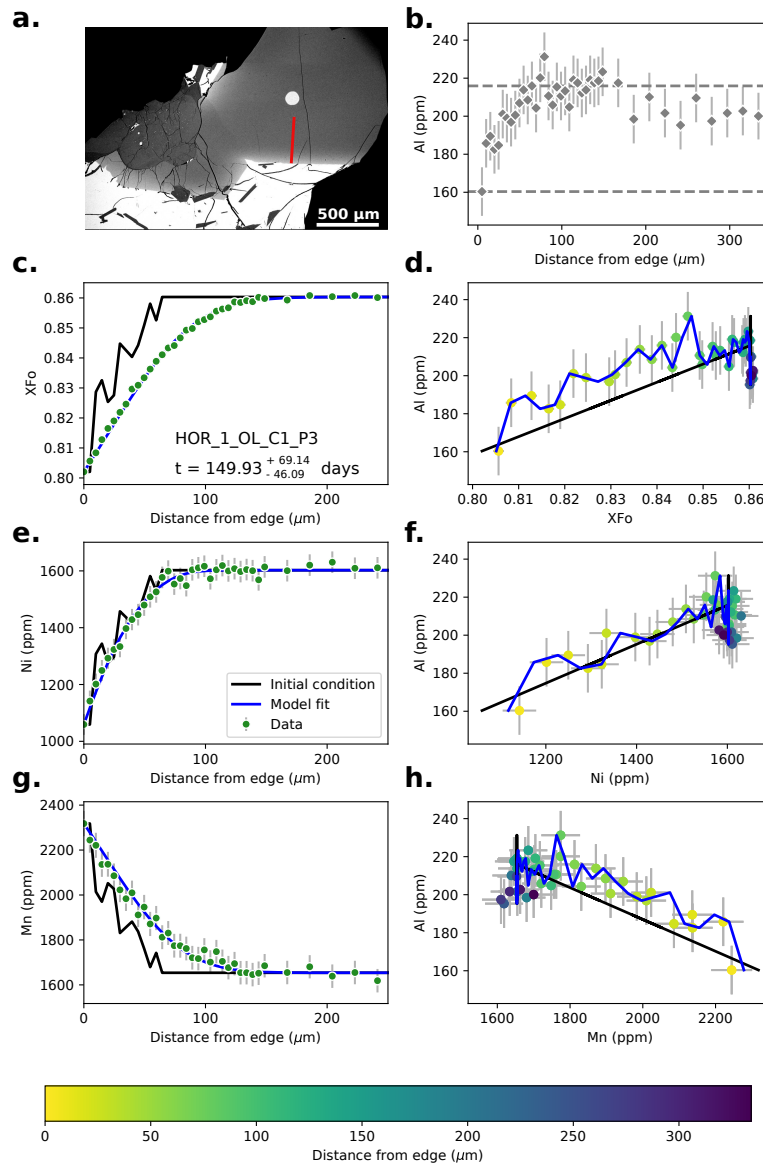 a.
500 μm
b.
Al (ppm)
240
220
200
180
160
0
100
200
300
Distance from edge (μm)
c.
XFo
0.86
0.85
0.84
0.83
0.82
0.81
0.80
HOR_1_OL_C1_P3
t = 149.93 + 69.14 - 46.09 days
0
100
200
Distance from edge (μm)
d.
Al (ppm)
240
220
200
180
160
0.80
0.81
0.82
0.83
0.84
0.85
0.86
XFo
e.
Ni (ppm)
1600
1400
1200
1000
Initial condition
Model fit
Data
0
100
200
Distance from edge (μm)
f.
Al (ppm)
240
220
200
180
160
1200
1400
1600
Ni (ppm)
g.
Mn (ppm)
2400
2200
2000
1800
1600
0
100
200
Distance from edge (μm)
h.
Al (ppm)
240
220
200
180
160
1600
1800
2000
2200
Mn (ppm)
0
50
100
150
200
250
300
Distance from edge (μm)